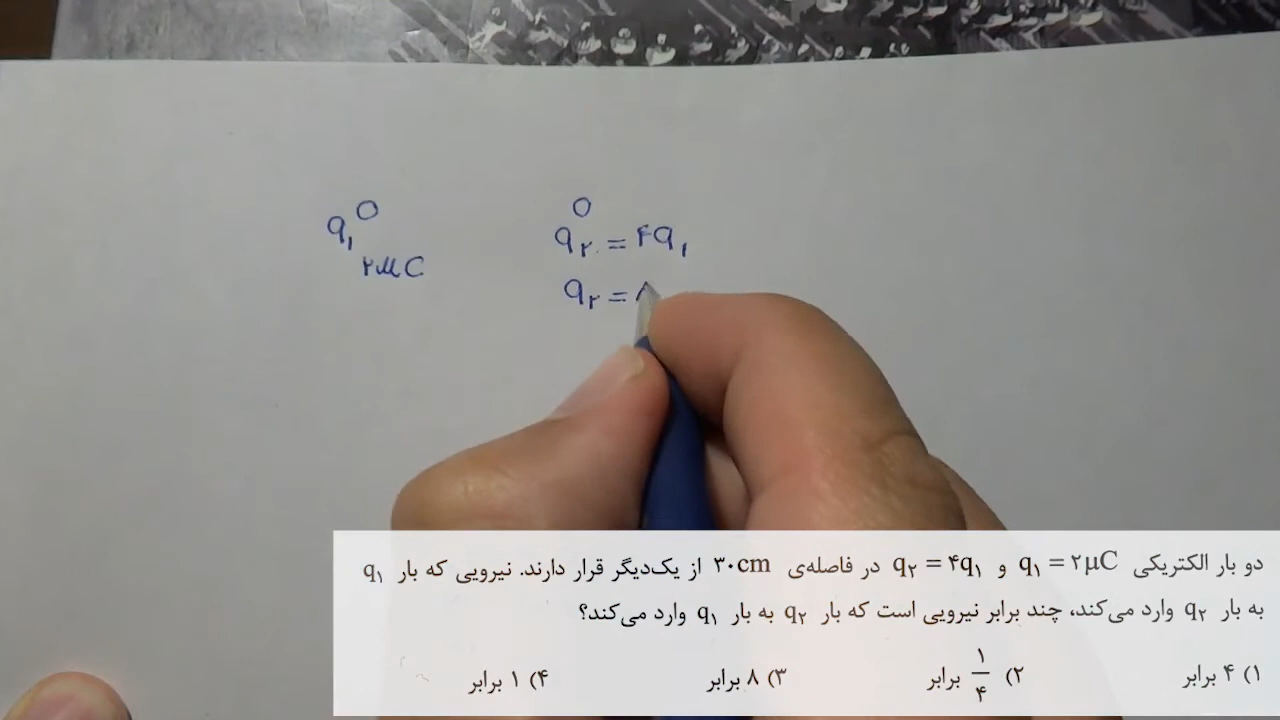 q₁
۲μC
q₂ = ۴q₁
q₂ = ۸
دو بار الکتریکی q₁ = ۲μC و q₂ = ۴q₁ در فاصله‌ی ۳۰cm از یک‌دیگر قرار دارند. نیرویی که بار q₁
به بار q₂ وارد می‌کند، چند برابر نیرویی است که بار q₂ به بار q₁ وارد می‌کند؟
۱) ۴ برابر ۲) ۱/۴ برابر ۳) ۸ برابر ۴) ۱ برابر